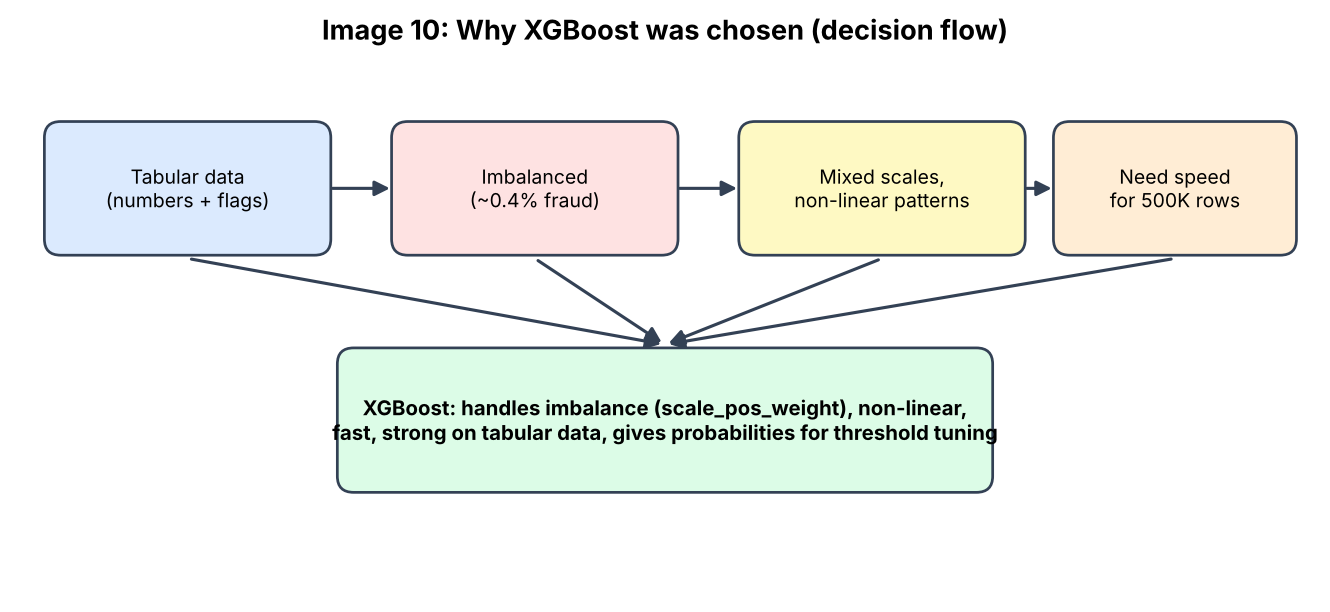 Image 10: Why XGBoost was chosen (decision flow)
Tabular data
(numbers + flags)
Imbalanced
(~0.4% fraud)
Mixed scales,
non-linear patterns
Need speed
for 500K rows
XGBoost: handles imbalance (scale_pos_weight), non-linear,
fast, strong on tabular data, gives probabilities for threshold tuning